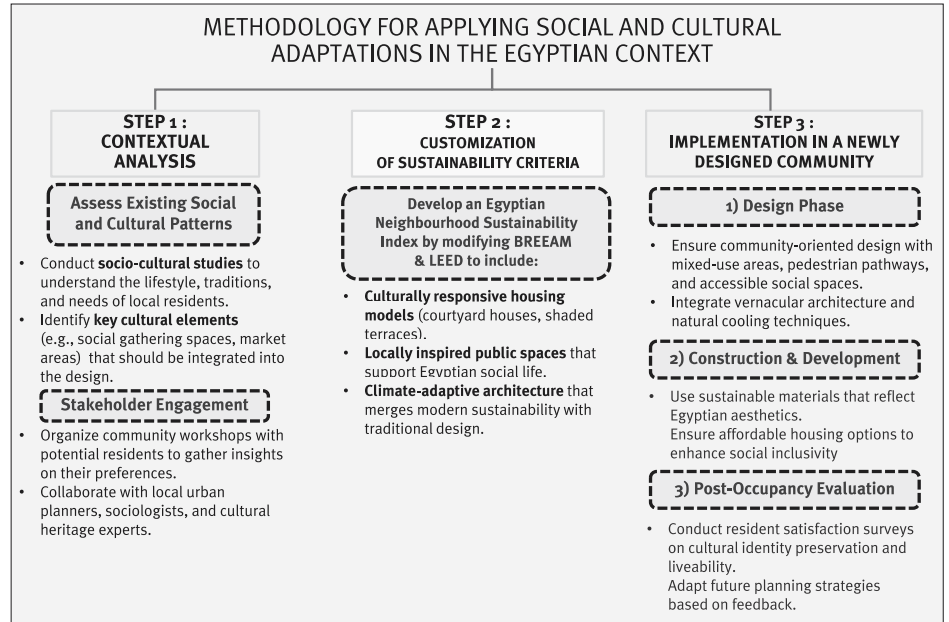 METHODOLOGY FOR APPLYING SOCIAL AND CULTURAL
ADAPTATIONS IN THE EGYPTIAN CONTEXT
STEP 1 :
CONTEXTUAL
ANALYSIS
Assess Existing Social
and Cultural Patterns
• Conduct socio-cultural studies to
understand the lifestyle, traditions,
and needs of local residents.
• Identify key cultural elements
(e.g., social gathering spaces, market
areas) that should be integrated into
the design.
Stakeholder Engagement
• Organize community workshops with
potential residents to gather insights
on their preferences.
• Collaborate with local urban
planners, sociologists, and cultural
heritage experts.
STEP 2 :
CUSTOMIZATION
OF SUSTAINABILITY CRITERIA
Develop an Egyptian
Neighbourhood Sustainability
Index by modifying BREEAM
& LEED to include:
• Culturally responsive housing
models (courtyard houses, shaded
terraces).
• Locally inspired public spaces that
support Egyptian social life.
• Climate-adaptive architecture that
merges modern sustainability with
traditional design.
STEP 3 :
IMPLEMENTATION IN A NEWLY
DESIGNED COMMUNITY
1) Design Phase
• Ensure community-oriented design with
mixed-use areas, pedestrian pathways,
and accessible social spaces.
• Integrate vernacular architecture and
natural cooling techniques.
2) Construction & Development
• Use sustainable materials that reflect
Egyptian aesthetics.
Ensure affordable housing options to
enhance social inclusivity
3) Post-Occupancy Evaluation
• Conduct resident satisfaction surveys
on cultural identity preservation and
liveability.
Adapt future planning strategies
based on feedback.